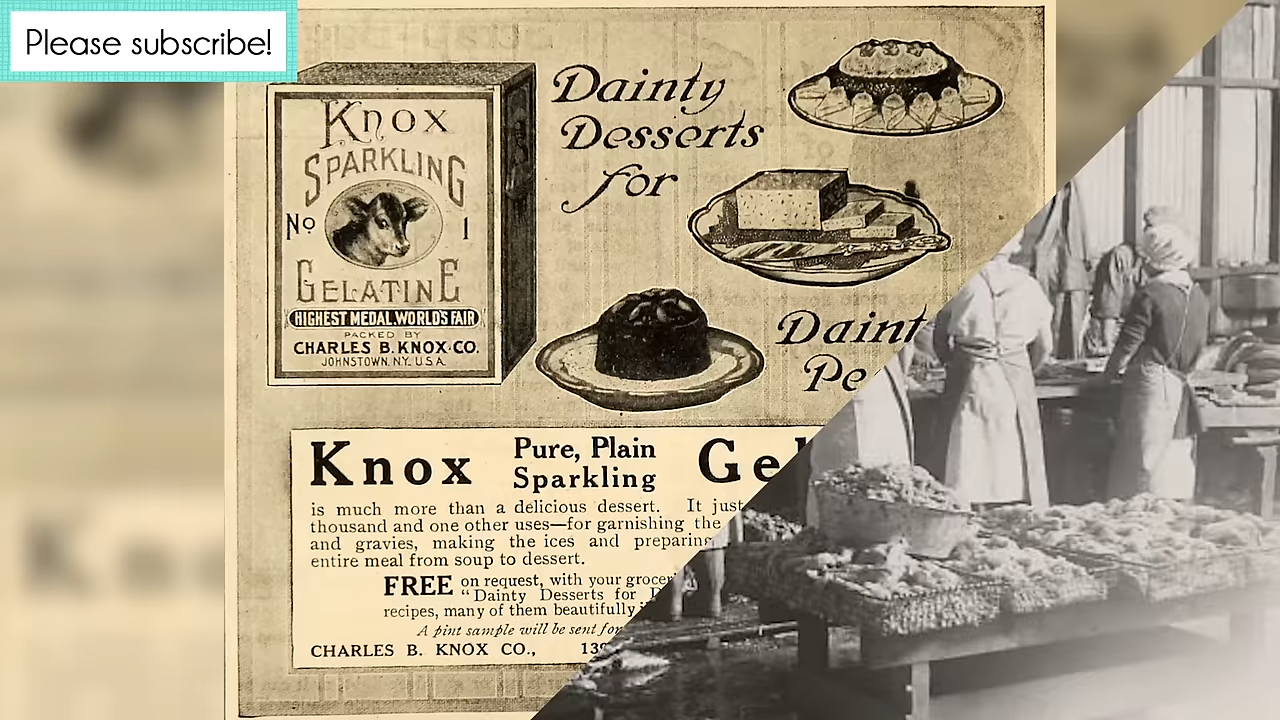 Please subscribe!
Knox
SPARKLING
No 1
GELATINE
HIGHEST MEDAL WORLD'S FAIR
PACKED BY
CHARLES B. KNOX CO.
JOHNSTOWN, N.Y. U.S.A.
Dainty
Desserts
for
Knox Pure, Plain
Sparkling
is much more than a delicious dessert. It just
thousand and one other uses—for garnishing the
and gravies, making the ices and
entire meal from soup to dessert.
FREE on request, with your
"Dainty Desserts for
recipes, many of them beautifully
A pint sample will be sent for
CHARLES B. KNOX CO.,